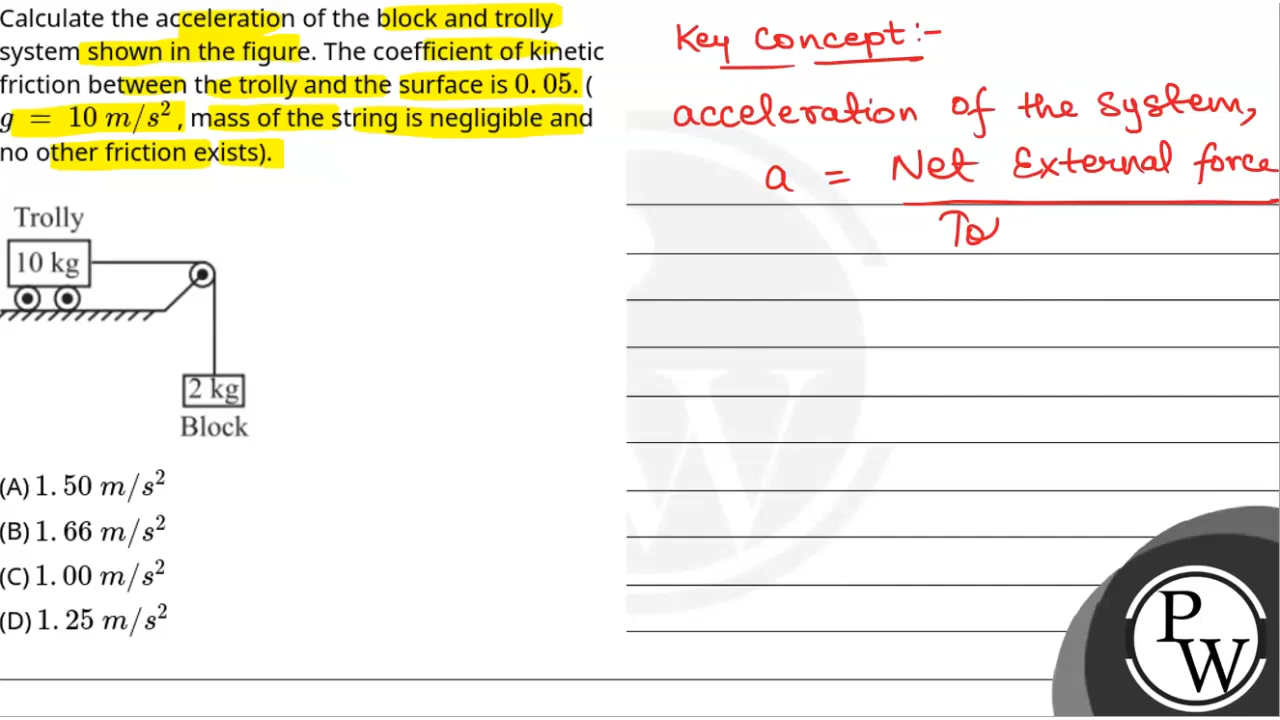 Calculate the acceleration of the block and trolly
system shown in the figure. The coefficient of kinetic
friction between the trolly and the surface is 0.05. (
g = 10 m/s², mass of the string is negligible and
no other friction exists).
Trolly
10 kg
2 kg
Block
(A) 1.50 m/s²
(B) 1.66 m/s²
(C) 1.00 m/s²
(D) 1.25 m/s²
Key Concept:-
acceleration of the system,
a = Net External force
To
P
W